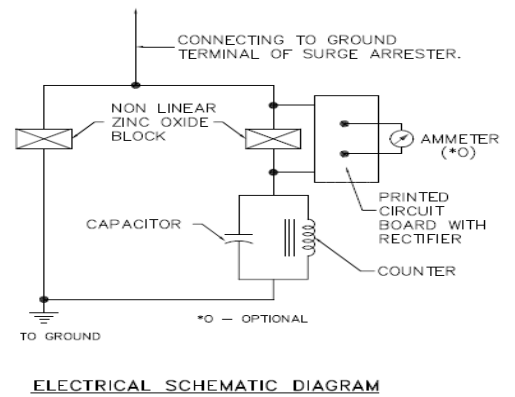 CONNECTING TO GROUND
TERMINAL OF SURGE ARRESTER.
NON LINEAR
ZINC OXIDE
BLOCK
AMMETER
(*O)
PRINTED
CIRCUIT
BOARD WITH
RECTIFIER
CAPACITOR
COUNTER
*O – OPTIONAL
TO GROUND
ELECTRICAL SCHEMATIC DIAGRAM